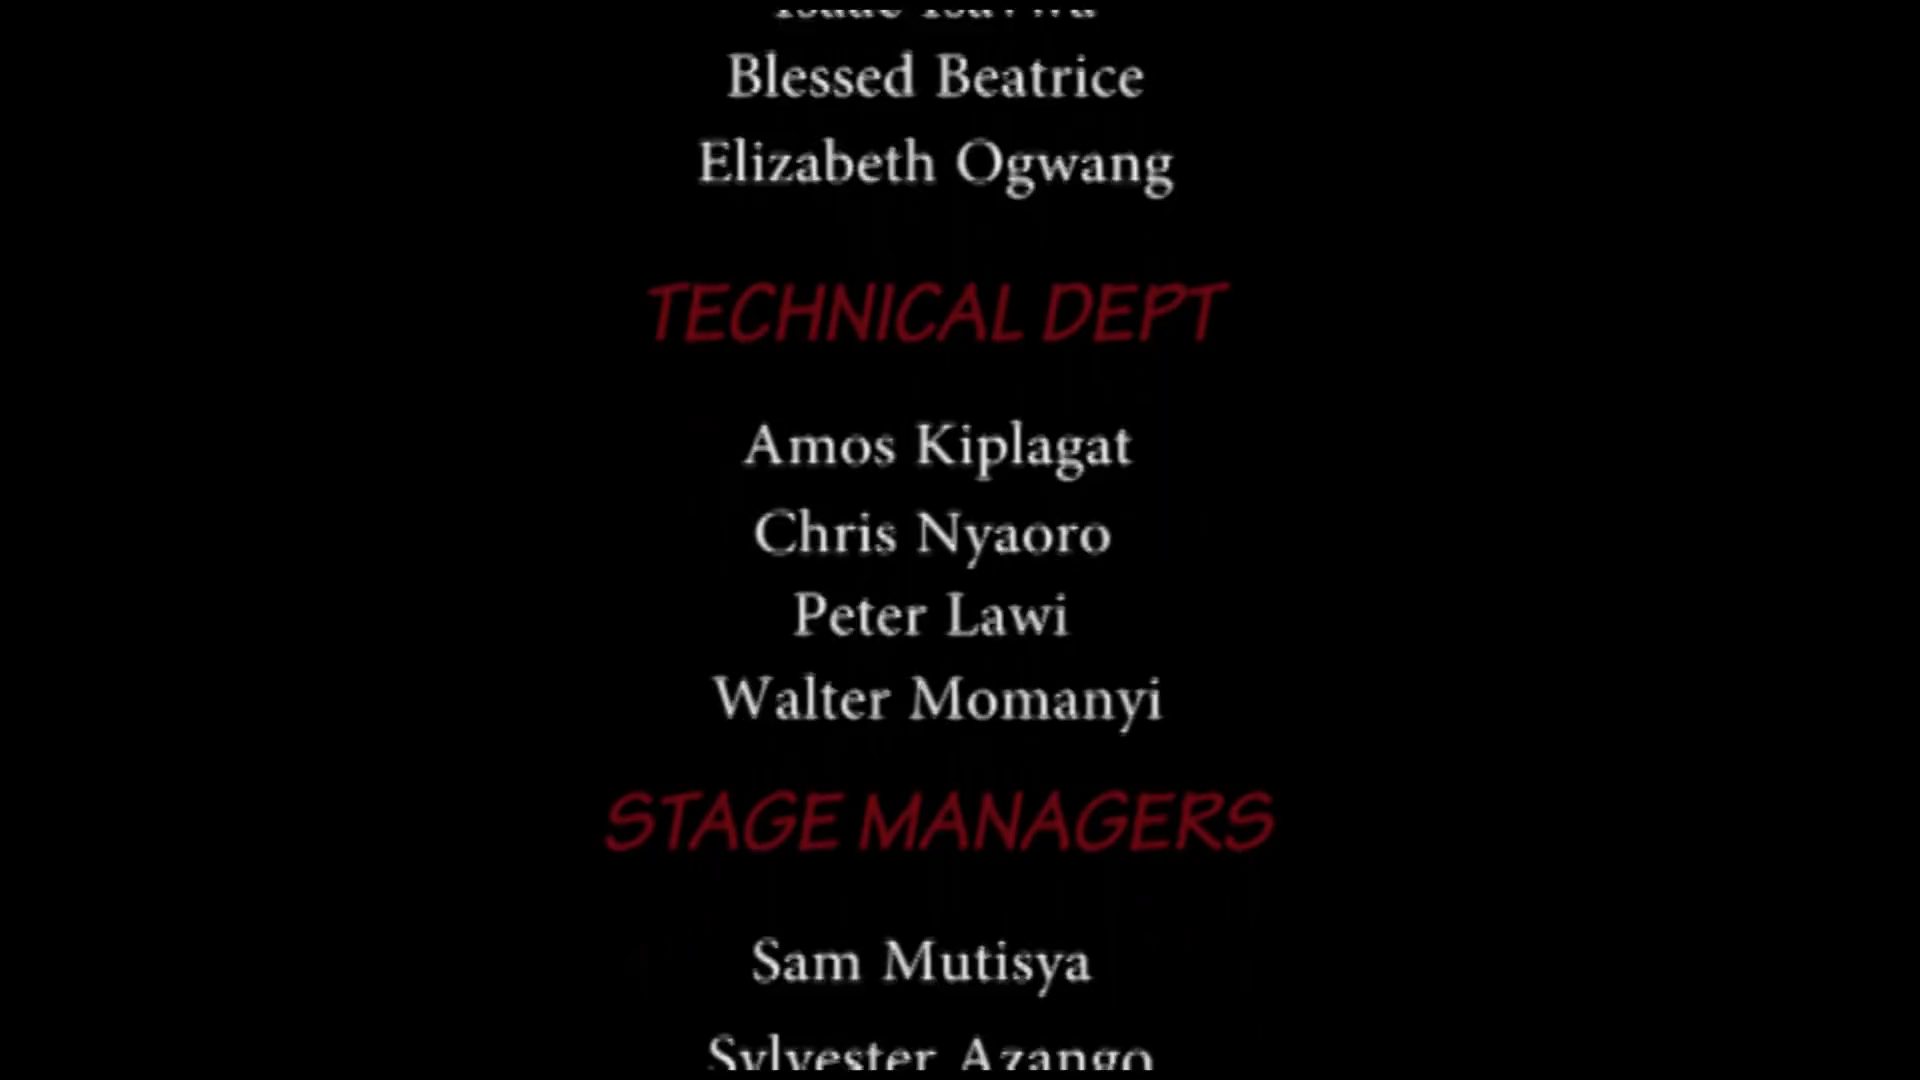 Isaac
Blessed Beatrice
Elizabeth Ogwang
TECHNICAL DEPT
Amos Kiplagat
Chris Nyaoro
Peter Lawi
Walter Momanyi
STAGE MANAGERS
Sam Mutisya
Sylvester Azango